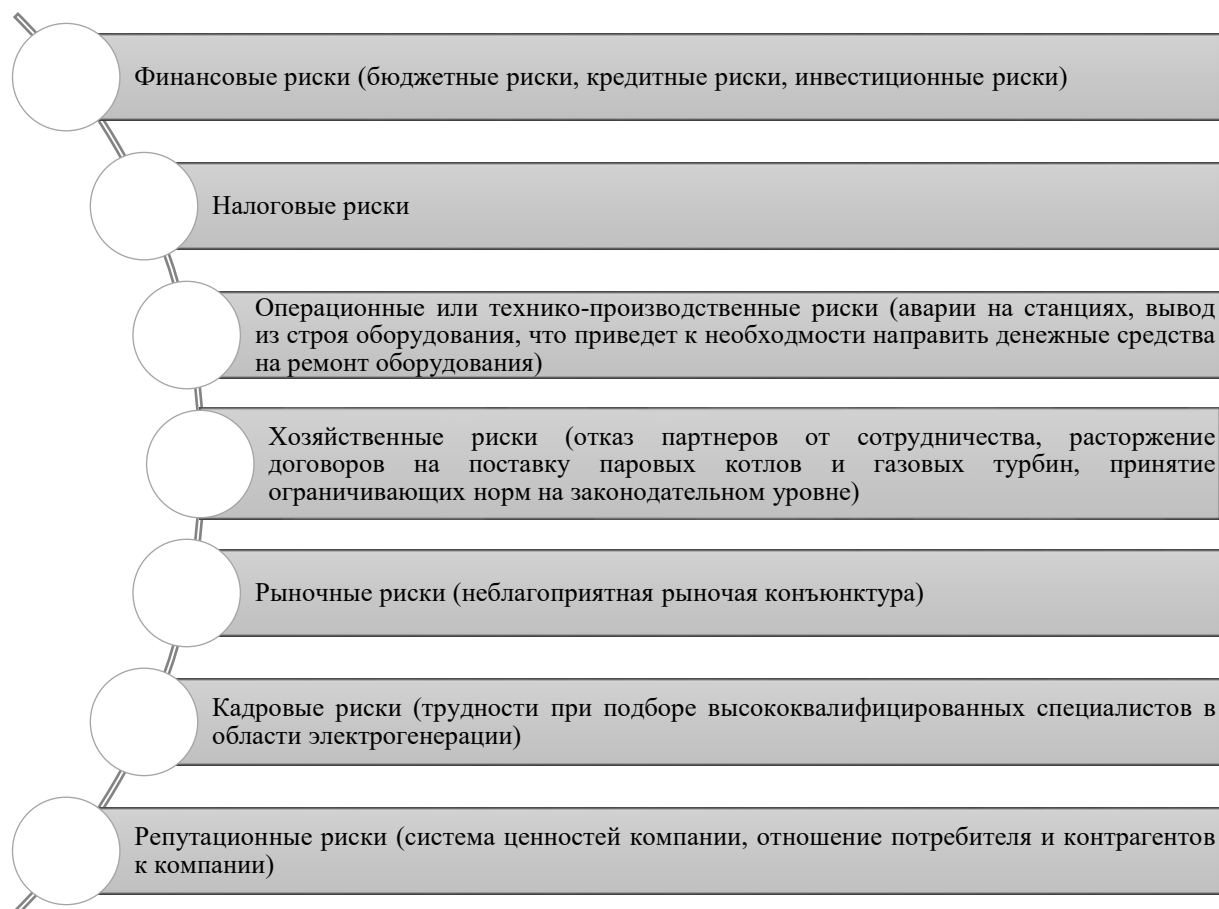 Финансовые риски (бюджетные риски, кредитные риски, инвестиционные риски)
Налоговые риски
Операционные или технико-производственные риски (аварии на станциях, вывод
из строя оборудования, что приведет к необходимости направить денежные средства
на ремонт оборудования)
Хозяйственные риски (отказ партнеров от сотрудничества, расторжение
договоров на поставку паровых котлов и газовых турбин, принятие
ограничивающих норм на законодательном уровне)
Рыночные риски (неблагоприятная рыночая конъюнктура)
Кадровые риски (трудности при подборе высококвалифицированных специалистов в
области электрогенерации)
Репутационные риски (система ценностей компании, отношение потребителя и контрагентов
к компании)